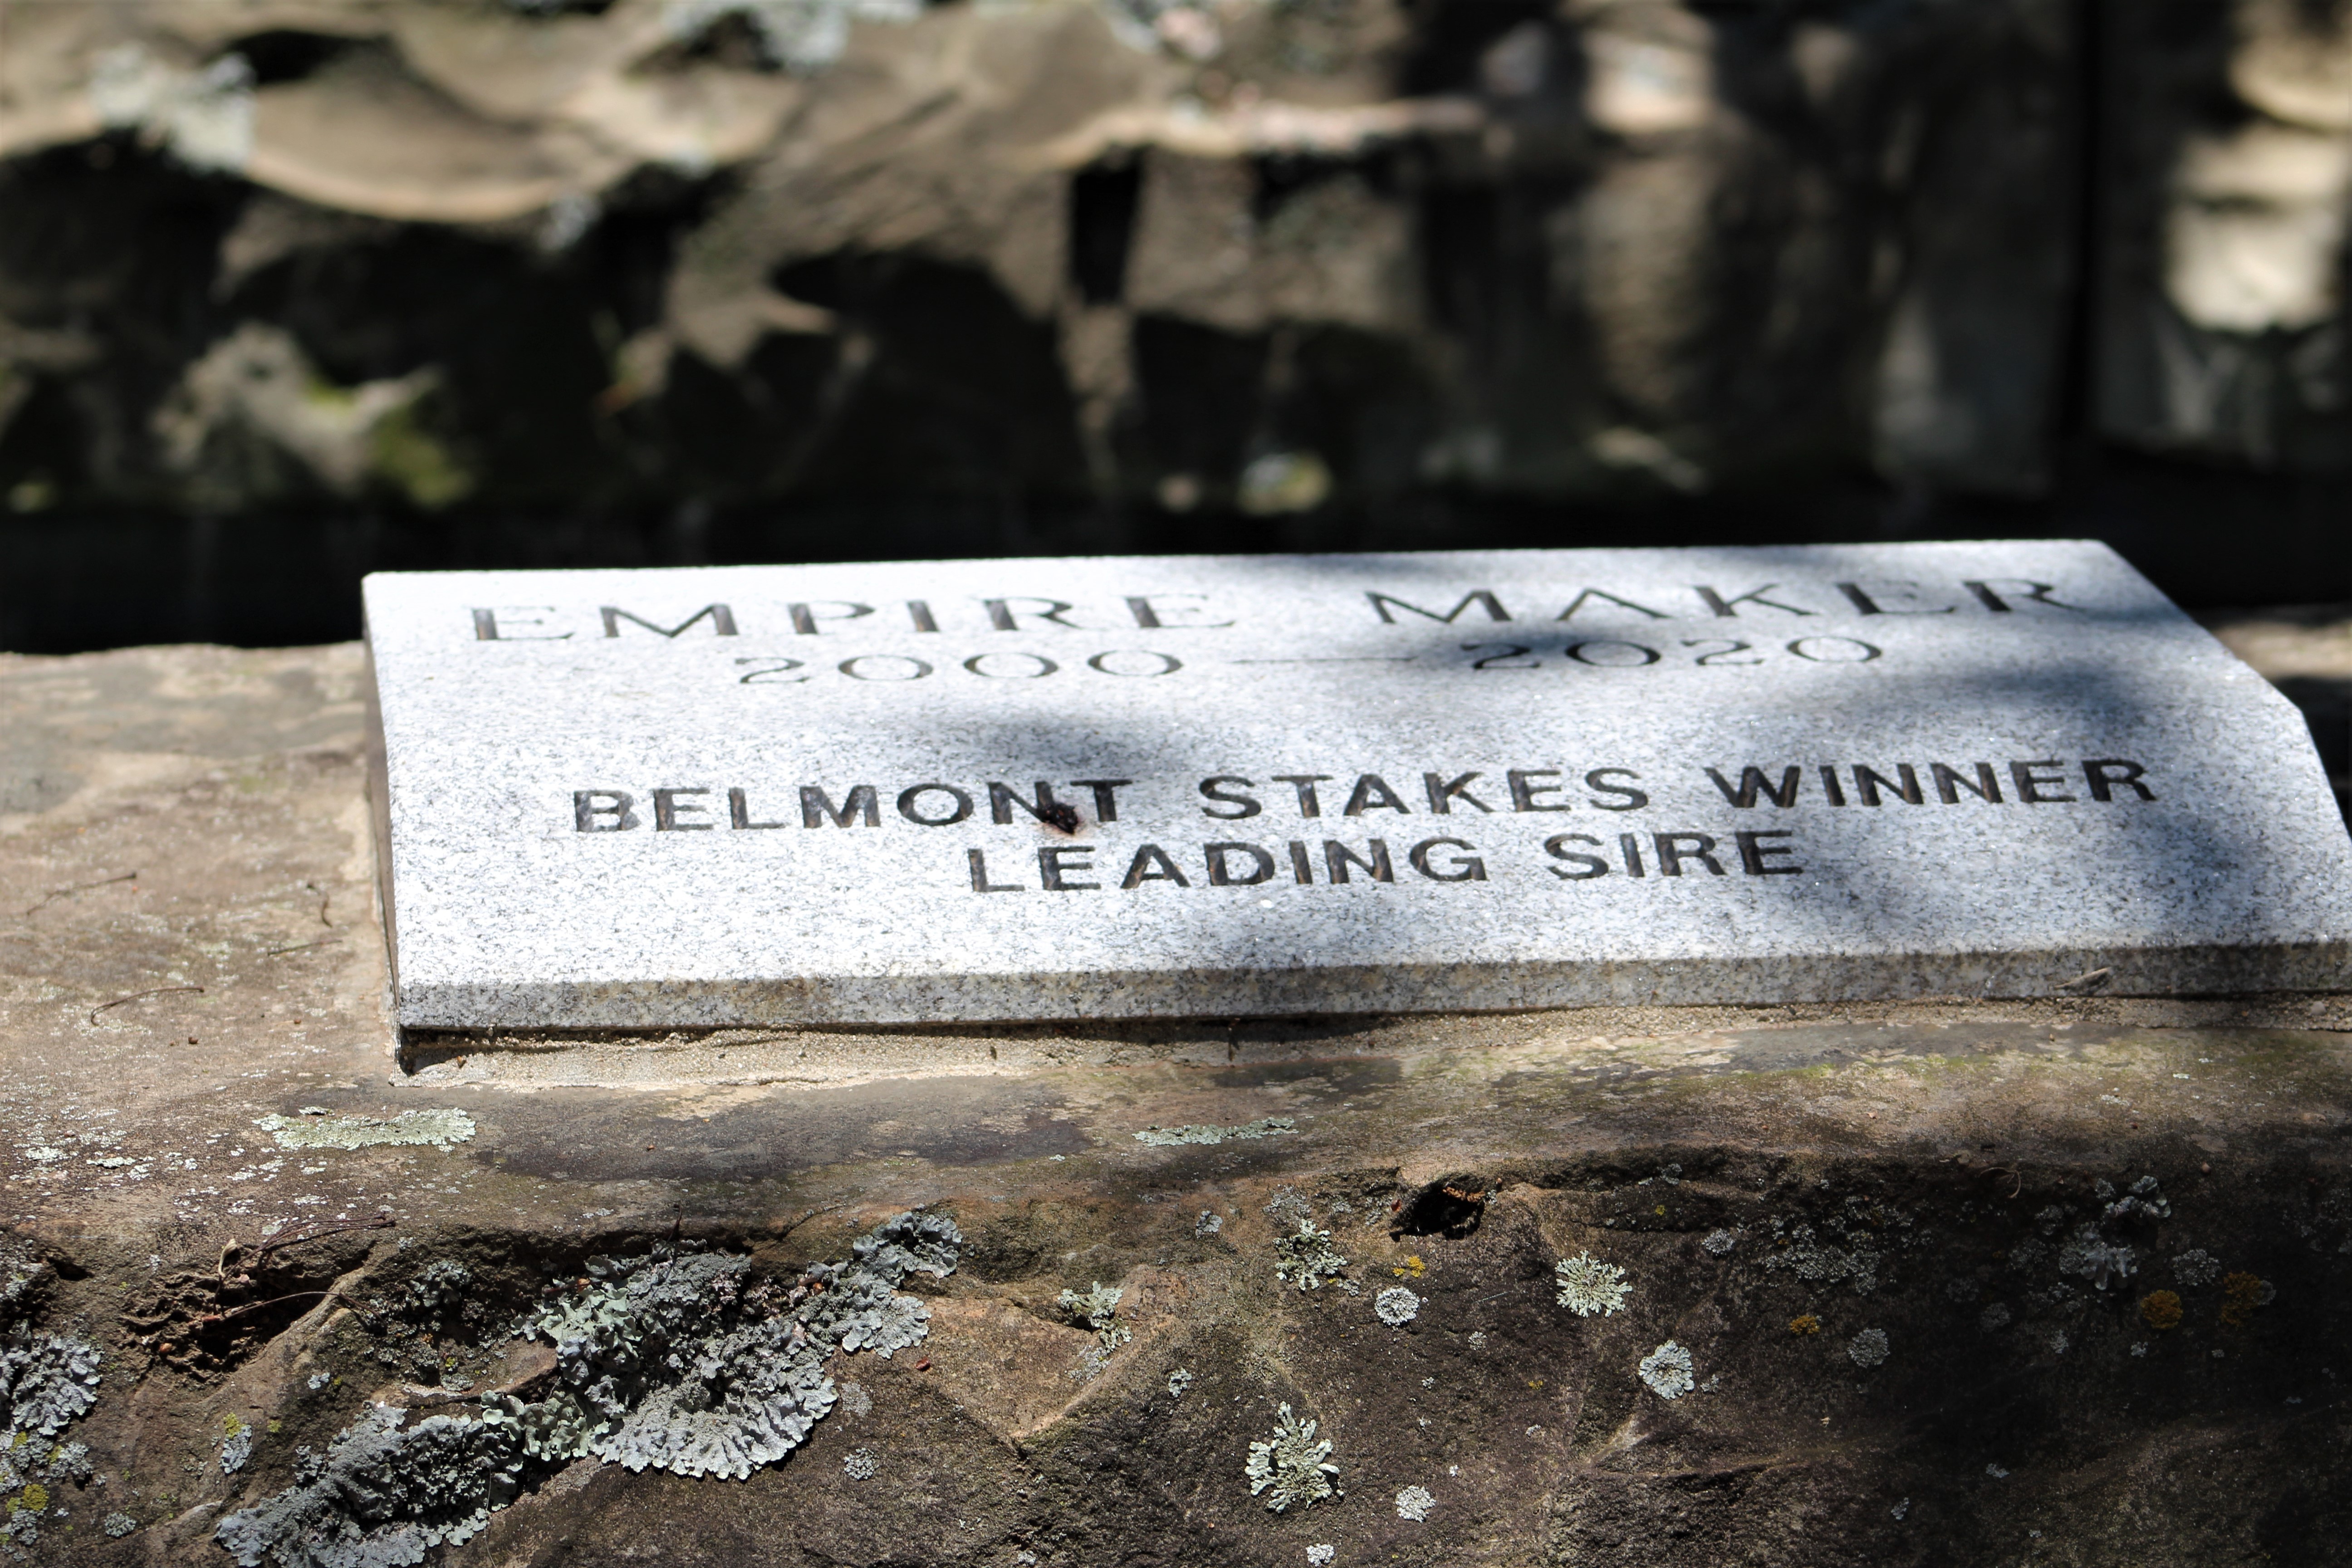 EMPIRE MAKER
2000 — 2020
BELMONT STAKES WINNER
LEADING SIRE